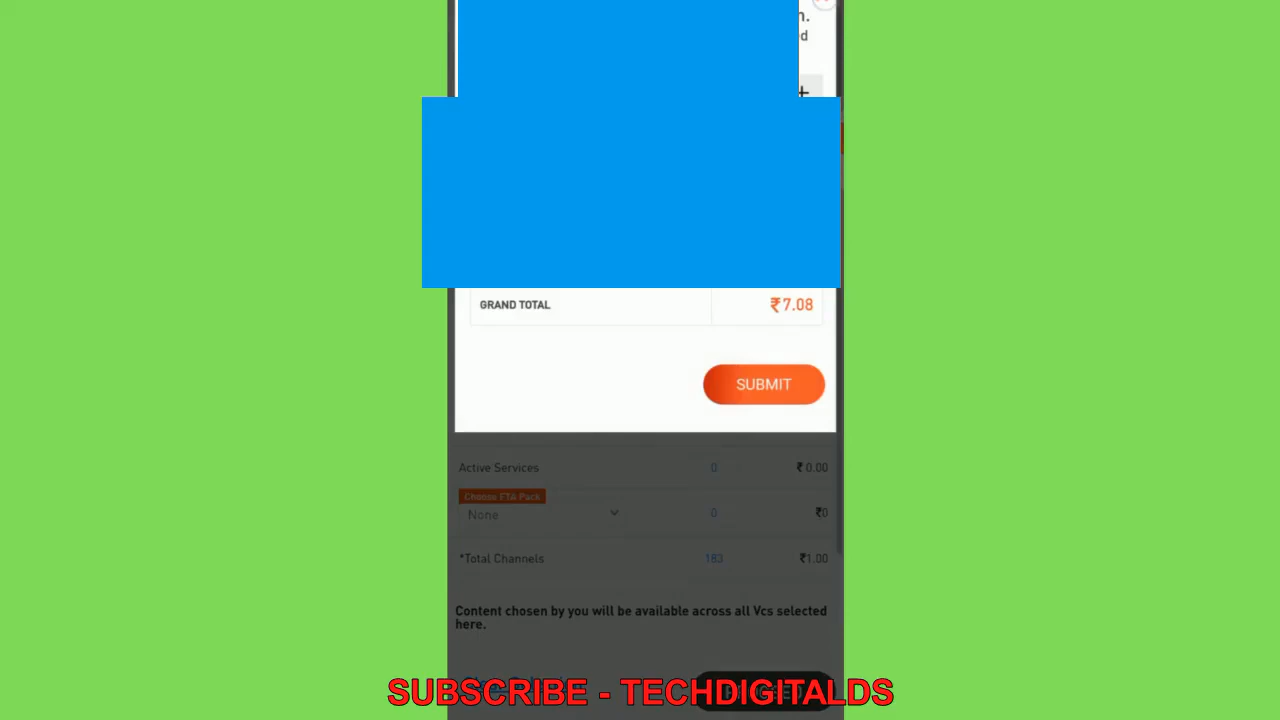 n.
d
+
GRAND TOTAL ₹7.08
SUBMIT
Active Services 0 ₹ 0.00
Choose FTA Pack
None 0 ₹0
*Total Channels 183 ₹1.00
Content chosen by you will be available across all Vcs selected
here.
SUBSCRIBE - TECHDIGITALDS